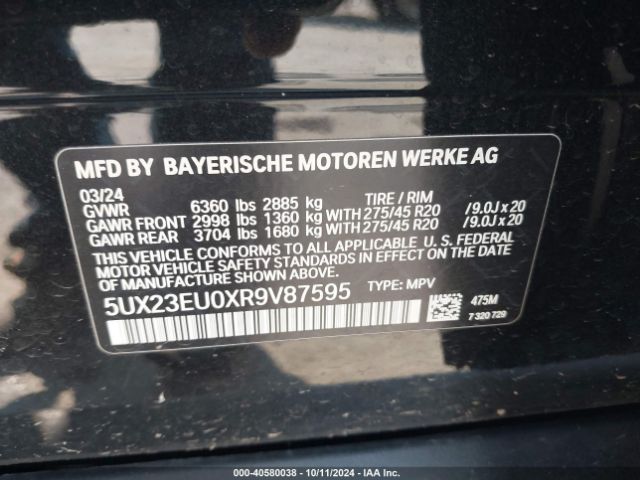 MFD BY BAYERISCHE MOTOREN WERKE AG
03/24 TIRE / RIM
GVWR 6360 lbs 2885 kg
GAWR FRONT 2998 lbs 1360 kg WITH 275/45 R20 / 9.0J x 20
GAWR REAR 3704 lbs 1680 kg WITH 275/45 R20 / 9.0J x 20
THIS VEHICLE CONFORMS TO ALL APPLICABLE U.S. FEDERAL
MOTOR VEHICLE SAFETY STANDARDS IN EFFECT ON THE DATE
OF MANUFACTURE SHOWN ABOVE.
5UX23EU0XR9V87595 TYPE: MPV
475M
7 320 729
000-40580038 - 10/11/2024 - IAA Inc.